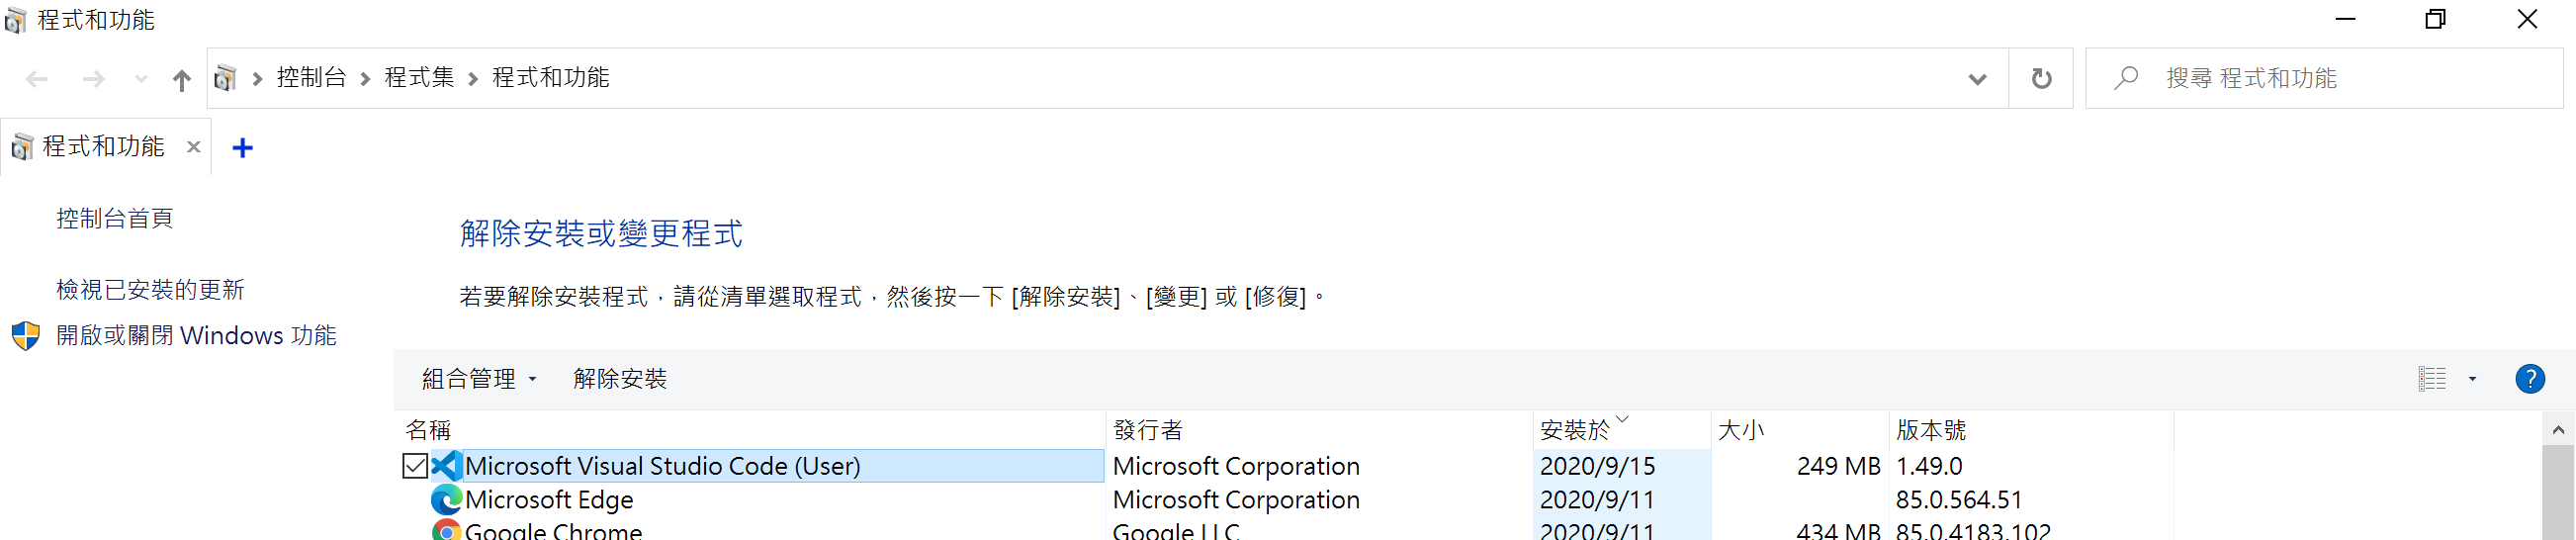 程式和功能
控制台 程式集 程式和功能
搜尋 程式和功能
程式和功能
控制台首頁
檢視已安裝的更新
開啟或關閉 Windows 功能
解除安裝或變更程式
若要解除安裝程式，請從清單選取程式，然後按一下 [解除安裝]、[變更] 或 [修復]。
組合管理 解除安裝
名稱 發行者 安裝於 大小 版本號
Microsoft Visual Studio Code (User) Microsoft Corporation 2020/9/15 249 MB 1.49.0
Microsoft Edge Microsoft Corporation 2020/9/11 85.0.564.51
Google Chrome Google LLC 2020/9/11 434 MB 85.0.4183.102